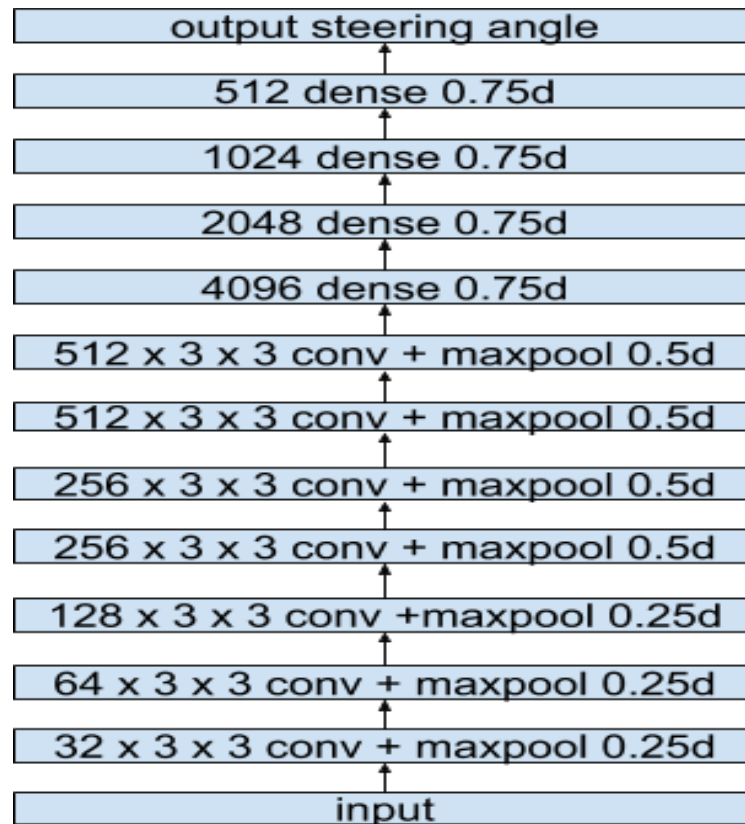 output steering angle
512 dense 0.75d
1024 dense 0.75d
2048 dense 0.75d
4096 dense 0.75d
512 x 3 x 3 conv + maxpool 0.5d
512 x 3 x 3 conv + maxpool 0.5d
256 x 3 x 3 conv + maxpool 0.5d
256 x 3 x 3 conv + maxpool 0.5d
128 x 3 x 3 conv +maxpool 0.25d
64 x 3 x 3 conv + maxpool 0.25d
32 x 3 x 3 conv + maxpool 0.25d
input